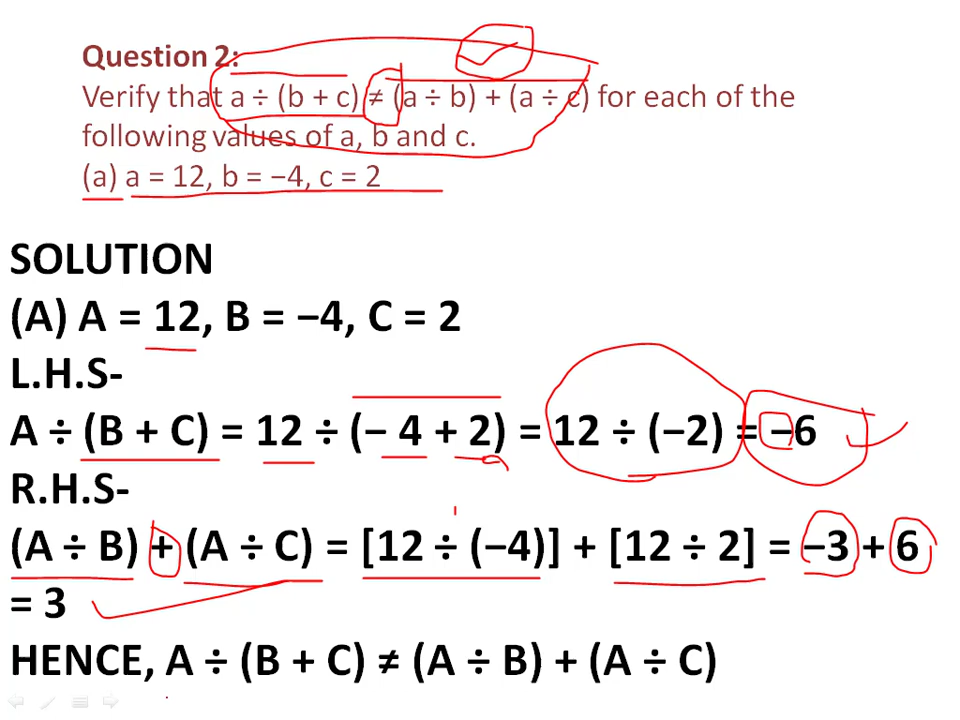 Question 2:
Verify that a ÷ (b + c) ≠ (a ÷ b) + (a ÷ c) for each of the
following values of a, b and c.
(a) a = 12, b = −4, c = 2
SOLUTION
(A) A = 12, B = −4, C = 2
L.H.S-
A ÷ (B + C) = 12 ÷ (− 4 + 2) = 12 ÷ (−2) = −6
R.H.S-
(A ÷ B) + (A ÷ C) = [12 ÷ (−4)] + [12 ÷ 2] = −3 + 6
= 3
HENCE, A ÷ (B + C) ≠ (A ÷ B) + (A ÷ C)